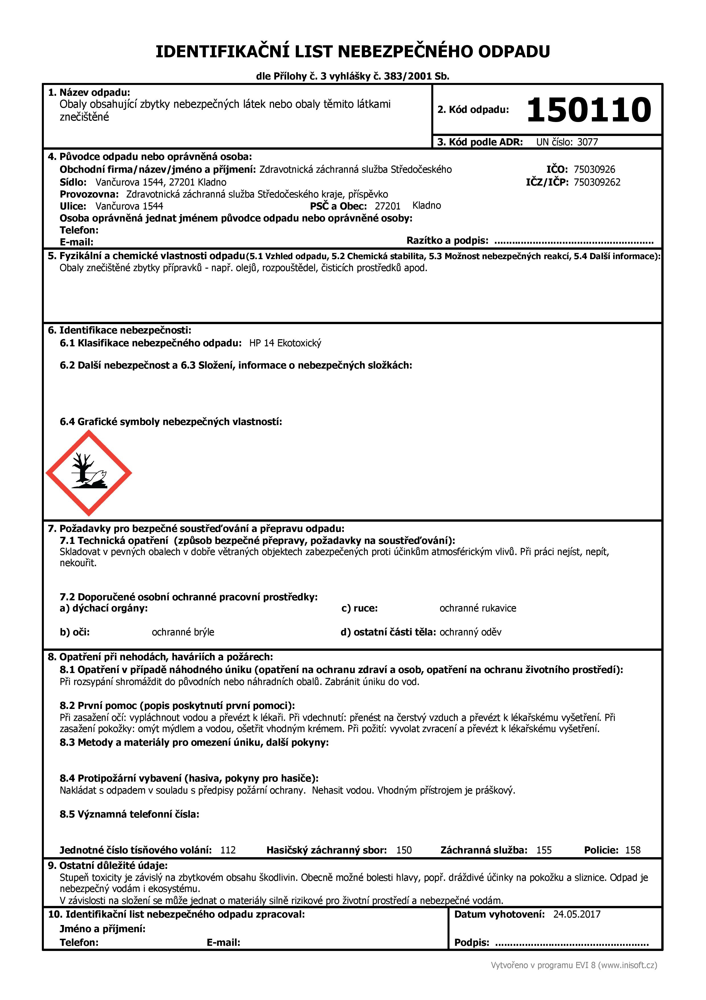 IDENTIFIKAČNÍ LIST NEBEZPEČNÉHO ODPADU
dle Přílohy č. 3 vyhlášky č. 383/2001 Sb.
1. Název odpadu:
Obaly obsahující zbytky nebezpečných látek nebo obaly těmito látkami
znečištěné
2. Kód odpadu: 150110
3. Kód podle ADR: UN číslo: 3077
4. Původce odpadu nebo oprávněná osoba:
Obchodní firma/název/jméno a příjmení: Zdravotnická záchranná služba Středočeského IČO: 75030926
Sídlo: Vančurova 1544, 27201 Kladno IČZ/IČP: 750309262
Provozovna: Zdravotnická záchranná služba Středočeského kraje, příspěvko
Ulice: Vančurova 1544 PSČ a Obec: 27201 Kladno
Osoba oprávněná jednat jménem původce odpadu nebo oprávněné osoby:
Telefon:
E-mail: Razítko a podpis: ......................................................
5. Fyzikální a chemické vlastnosti odpadu(5.1 Vzhled odpadu, 5.2 Chemická stabilita, 5.3 Možnost nebezpečných reakcí, 5.4 Další informace):
Obaly znečištěné zbytky přípravků - např. olejů, rozpouštědel, čisticích prostředků apod.
6. Identifikace nebezpečnosti:
6.1 Klasifikace nebezpečného odpadu: HP 14 Ekotoxický
6.2 Další nebezpečnost a 6.3 Složení, informace o nebezpečných složkách:
6.4 Grafické symboly nebezpečných vlastností:
7. Požadavky pro bezpečné soustřeďování a přepravu odpadu:
7.1 Technická opatření (způsob bezpečné přepravy, požadavky na soustřeďování):
Skladovat v pevných obalech v dobře větraných objektech zabezpečených proti účinkům atmosférickým vlivů. Při práci nejíst, nepít,
nekouřit.
7.2 Doporučené osobní ochranné pracovní prostředky:
a) dýchací orgány: c) ruce: ochranné rukavice
b) oči: ochranné brýle d) ostatní části těla: ochranný oděv
8. Opatření při nehodách, haváriích a požárech:
8.1 Opatření v případě náhodného úniku (opatření na ochranu zdraví a osob, opatření na ochranu životního prostředí):
Při rozsypání shromáždit do původních nebo náhradních obalů. Zabránit úniku do vod.
8.2 První pomoc (popis poskytnutí první pomoci):
Při zasažení očí: vypláchnout vodou a převézt k lékaři. Při vdechnutí: přenést na čerstvý vzduch a převézt k lékařskému vyšetření. Při
zasažení pokožky: omýt mýdlem a vodou, ošetřit vhodným krémem. Při požití: vyvolat zvracení a převézt k lékařskému vyšetření.
8.3 Metody a materiály pro omezení úniku, další pokyny:
8.4 Protipožární vybavení (hasiva, pokyny pro hasiče):
Nakládat s odpadem v souladu s předpisy požární ochrany.  Nehasit vodou. Vhodným přístrojem je práškový.
8.5 Významná telefonní čísla:
Jednotné číslo tísňového volání: 112 Hasičský záchranný sbor: 150 Záchranná služba: 155 Policie: 158
9. Ostatní důležité údaje:
Stupeň toxicity je závislý na zbytkovém obsahu škodlivin. Obecně možné bolesti hlavy, popř. dráždivé účinky na pokožku a sliznice. Odpad je
nebezpečný vodám i ekosystému.
V závislosti na složení se může jednat o materiály silně rizikové pro životní prostředí a nebezpečné vodám.
10. Identifikační list nebezpečného odpadu zpracoval: Datum vyhotovení: 24.05.2017
Jméno a příjmení:
Telefon: E-mail: Podpis: ....................................................
Vytvořeno v programu EVI 8 (www.inisoft.cz)